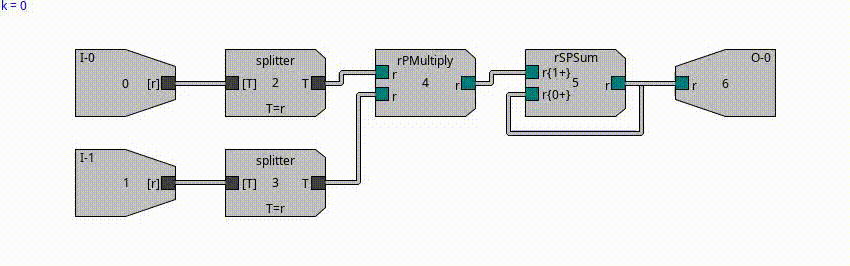 k = 0
I-0
0
[r]
splitter
[T]
2
T
T=r
rPMultiply
r
4
r
r
rSPSum
r{1+}
5
r
r{0+}
O-0
r
6
I-1
1
[r]
splitter
[T]
3
T
T=r